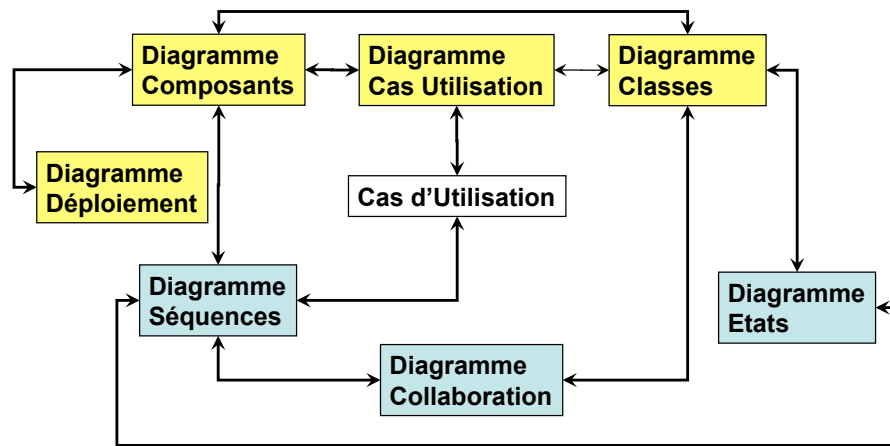 Diagramme
Composants
Diagramme
Cas Utilisation
Diagramme
Classes
Diagramme
Déploiement
Cas d'Utilisation
Diagramme
Séquences
Diagramme
Etats
Diagramme
Collaboration